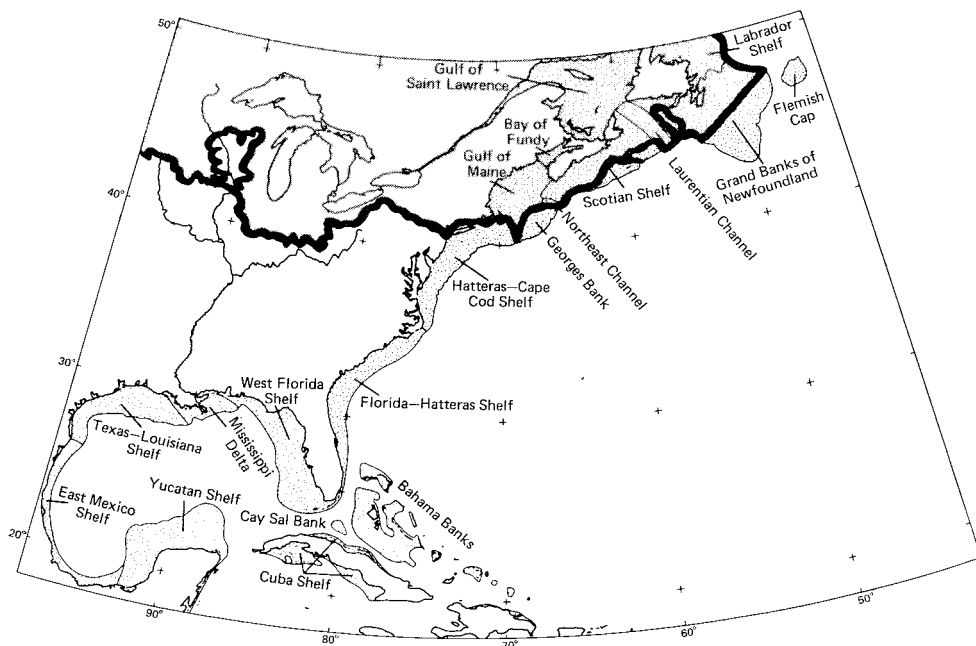 50°
Labrador
Shelf
Gulf of
Saint Lawrence
Flemish
Cap
Bay of
Fundy
Gulf of
Maine
Grand Banks of
Newfoundland
Laurentian Channel
Scotian Shelf
40°
Northeast Channel
Georges Bank
Hatteras–Cape
Cod Shelf
30°
West Florida
Shelf
Florida–Hatteras Shelf
Texas–Louisiana
Shelf
Mississippi
Delta
Yucatan Shelf
East Mexico
Shelf
Bahama Banks
Cay Sal Bank
20°
Cuba Shelf
90°
80°
70°
60°
50°